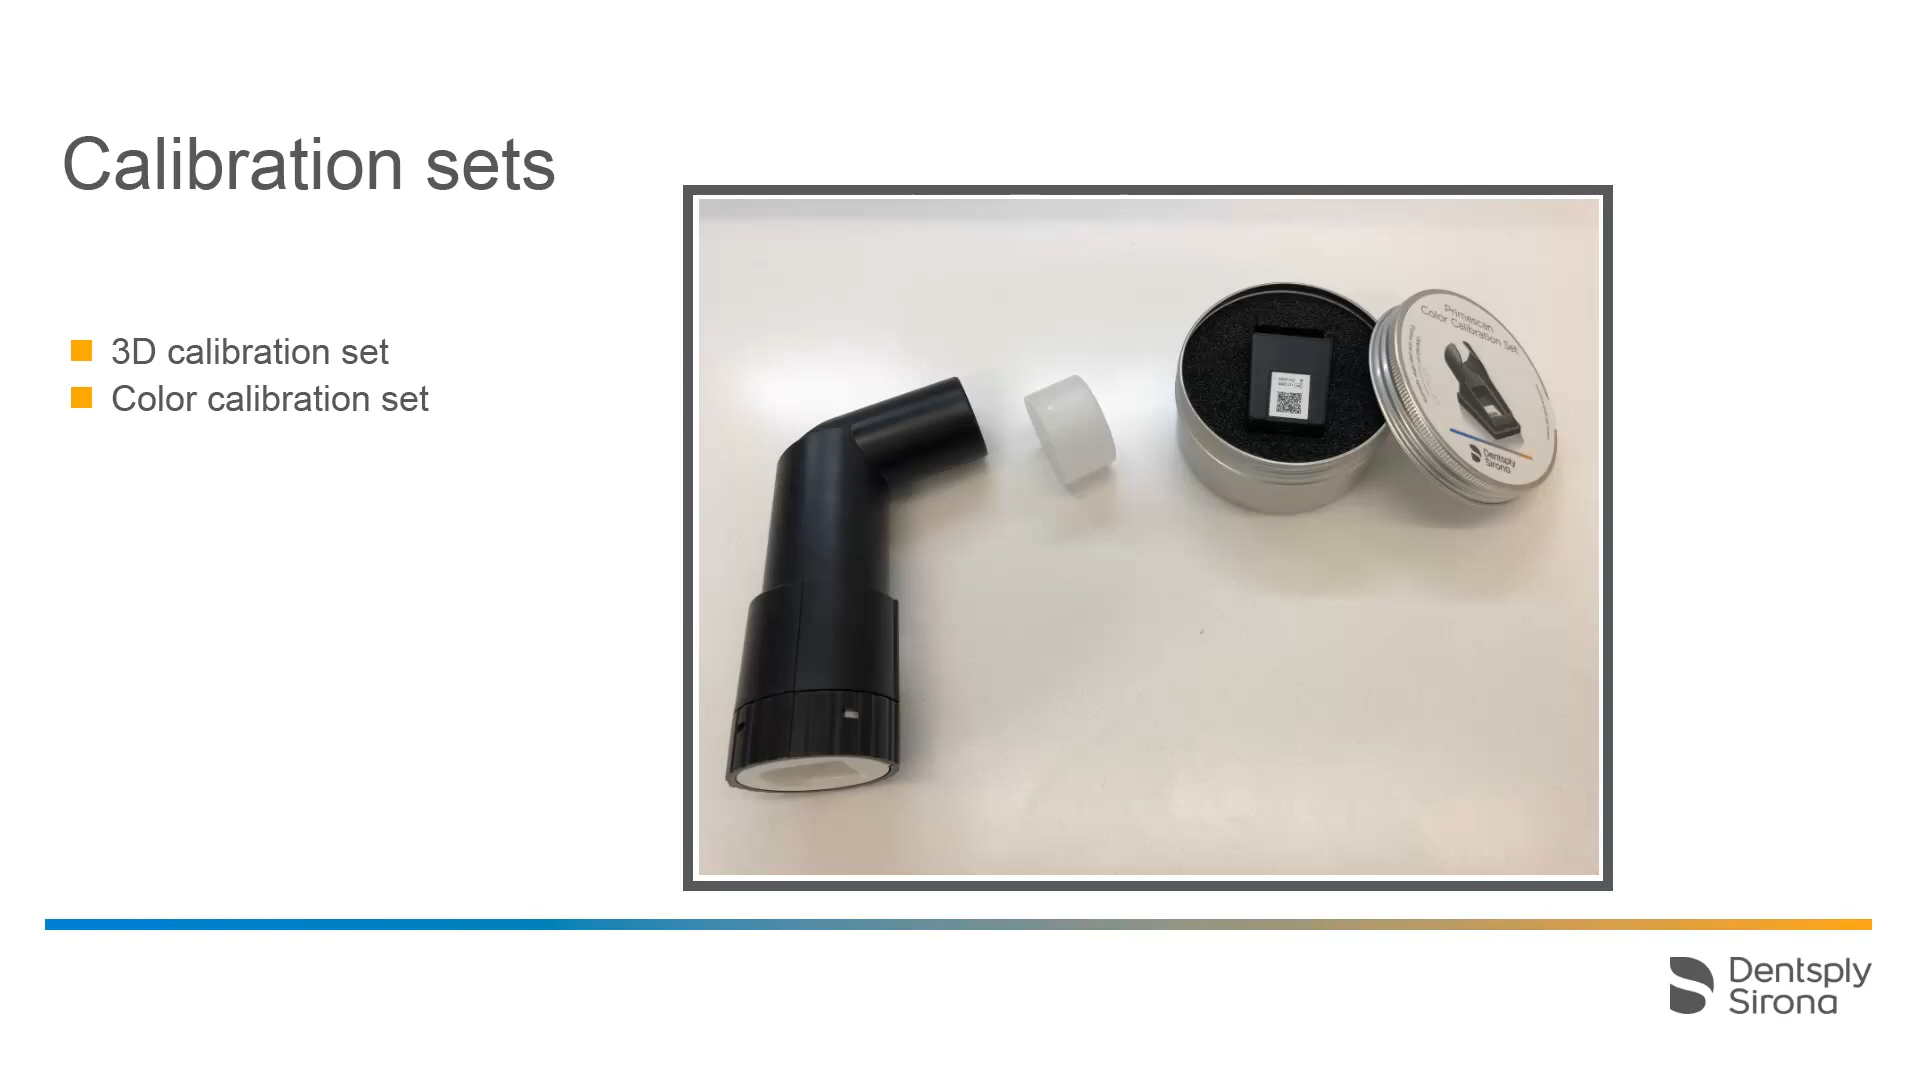 Calibration sets
3D calibration set
Color calibration set
Primescan
Color Calibration Set
Dentsply
Sirona
Dentsply
Sirona